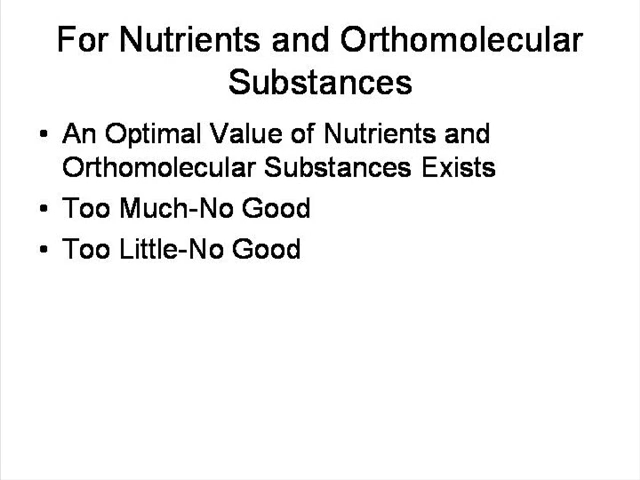 For Nutrients and Orthomolecular
Substances
• An Optimal Value of Nutrients and
Orthomolecular Substances Exists
• Too Much-No Good
• Too Little-No Good